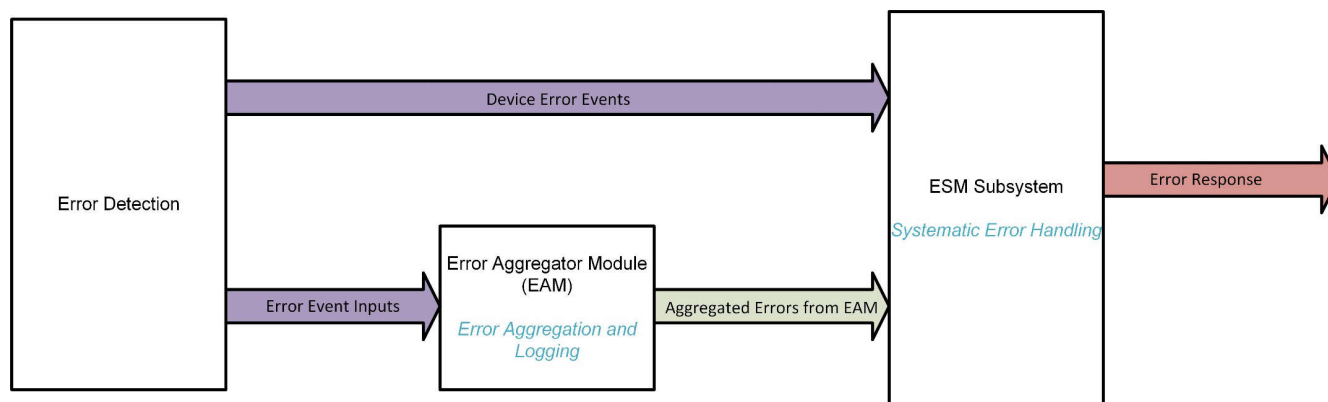 Device Error Events
Error Detection
ESM Subsystem
Systematic Error Handling
Error Response
Error Event Inputs
Error Aggregator Module
(EAM)
Error Aggregation and
Logging
Aggregated Errors from EAM